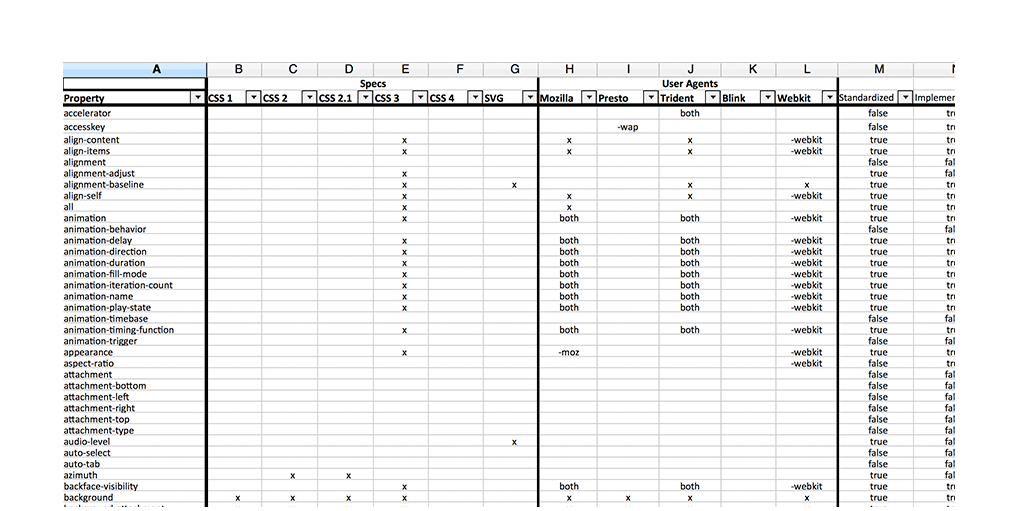 A B C D E F G H I J K L M
Specs User Agents
Property CSS 1 CSS 2 CSS 2.1 CSS 3 CSS 4 SVG Mozilla Presto Trident Blink Webkit Standardized Implemen
accelerator both false tr
accesskey -wap false tr
align-content x x x -webkit true tr
align-items x x x -webkit true tr
alignment false fal
alignment-adjust x true fal
alignment-baseline x x x x true tr
align-self x x x -webkit true tr
all x x true tr
animation x both both -webkit true tr
animation-behavior false fal
animation-delay x both both -webkit true tr
animation-direction x both both -webkit true tr
animation-duration x both both -webkit true tr
animation-fill-mode x both both -webkit true tr
animation-iteration-count x both both -webkit true tr
animation-name x both both -webkit true tr
animation-play-state x both both -webkit true tr
animation-timebase false fal
animation-timing-function x both both -webkit true tr
animation-trigger false fal
appearance x -moz -webkit true tr
aspect-ratio -webkit false tr
attachment false fal
attachment-bottom false fal
attachment-left false fal
attachment-right false fal
attachment-top false fal
attachment-type false fal
audio-level x true fal
auto-select false fal
auto-tab false fal
azimuth x x true fal
backface-visibility x both both -webkit true tr
background x x x x x x x x true tr